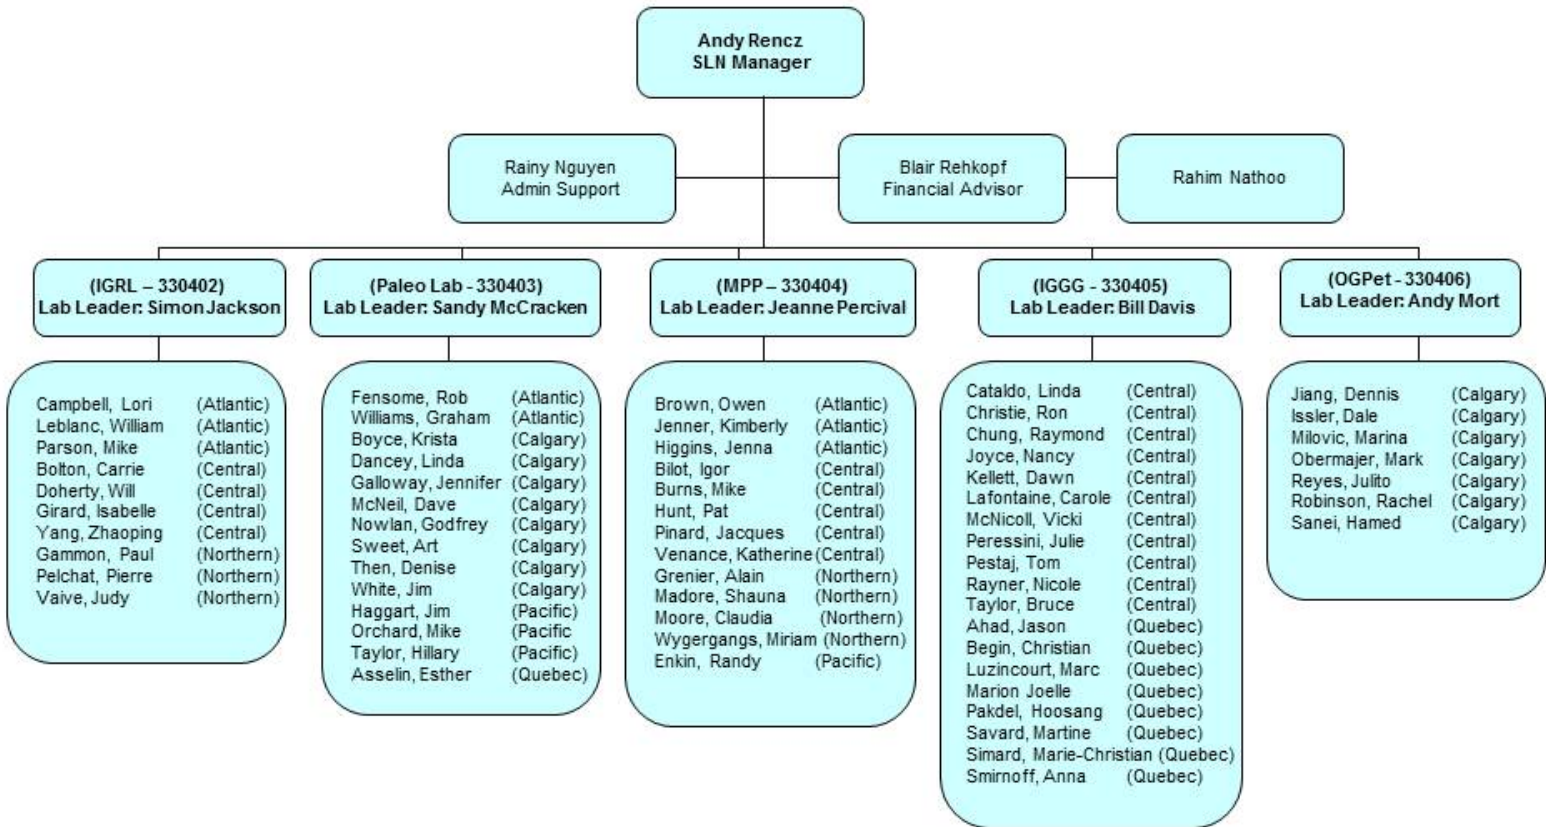 Andy Rencz
SLN Manager
Rainy Nguyen
Admin Support
Blair Rehkopf
Financial Advisor
Rahim Nathoo
(IGRL – 330402)
Lab Leader: Simon Jackson
(Paleo Lab - 330403)
Lab Leader: Sandy McCracken
(MPP – 330404)
Lab Leader: Jeanne Percival
(IGGG - 330405)
Lab Leader: Bill Davis
(OGPet - 330406)
Lab Leader: Andy Mort
Campbell, Lori (Atlantic)
Leblanc, William (Atlantic)
Parson, Mike (Atlantic)
Bolton, Carrie (Central)
Doherty, Will (Central)
Girard, Isabelle (Central)
Yang, Zhaoping (Central)
Gammon, Paul (Northern)
Pelchat, Pierre (Northern)
Vaive, Judy (Northern)
Fensome, Rob (Atlantic)
Williams, Graham (Atlantic)
Boyce, Krista (Calgary)
Dancey, Linda (Calgary)
Galloway, Jennifer (Calgary)
McNeil, Dave (Calgary)
Nowlan, Godfrey (Calgary)
Sweet, Art (Calgary)
Then, Denise (Calgary)
White, Jim (Calgary)
Haggart, Jim (Pacific)
Orchard, Mike (Pacific
Taylor, Hillary (Pacific)
Asselin, Esther (Quebec)
Brown, Owen (Atlantic)
Jenner, Kimberly (Atlantic)
Higgins, Jenna (Atlantic)
Bilot, Igor (Central)
Burns, Mike (Central)
Hunt, Pat (Central)
Pinard, Jacques (Central)
Venance, Katherine (Central)
Grenier, Alain (Northern)
Madore, Shauna (Northern)
Moore, Claudia (Northern)
Wygergangs, Miriam (Northern)
Enkin, Randy (Pacific)
Cataldo, Linda (Central)
Christie, Ron (Central)
Chung, Raymond (Central)
Joyce, Nancy (Central)
Kellett, Dawn (Central)
Lafontaine, Carole (Central)
McNicoll, Vicki (Central)
Peressini, Julie (Central)
Pestaj, Tom (Central)
Rayner, Nicole (Central)
Taylor, Bruce (Central)
Ahad, Jason (Quebec)
Begin, Christian (Quebec)
Luzincourt, Marc (Quebec)
Marion Joelle (Quebec)
Pakdel, Hoosang (Quebec)
Savard, Martine (Quebec)
Simard, Marie-Christian (Quebec)
Smirnoff, Anna (Quebec)
Jiang, Dennis (Calgary)
Issler, Dale (Calgary)
Milovic, Marina (Calgary)
Obermajer, Mark (Calgary)
Reyes, Julito (Calgary)
Robinson, Rachel (Calgary)
Sanei, Hamed (Calgary)